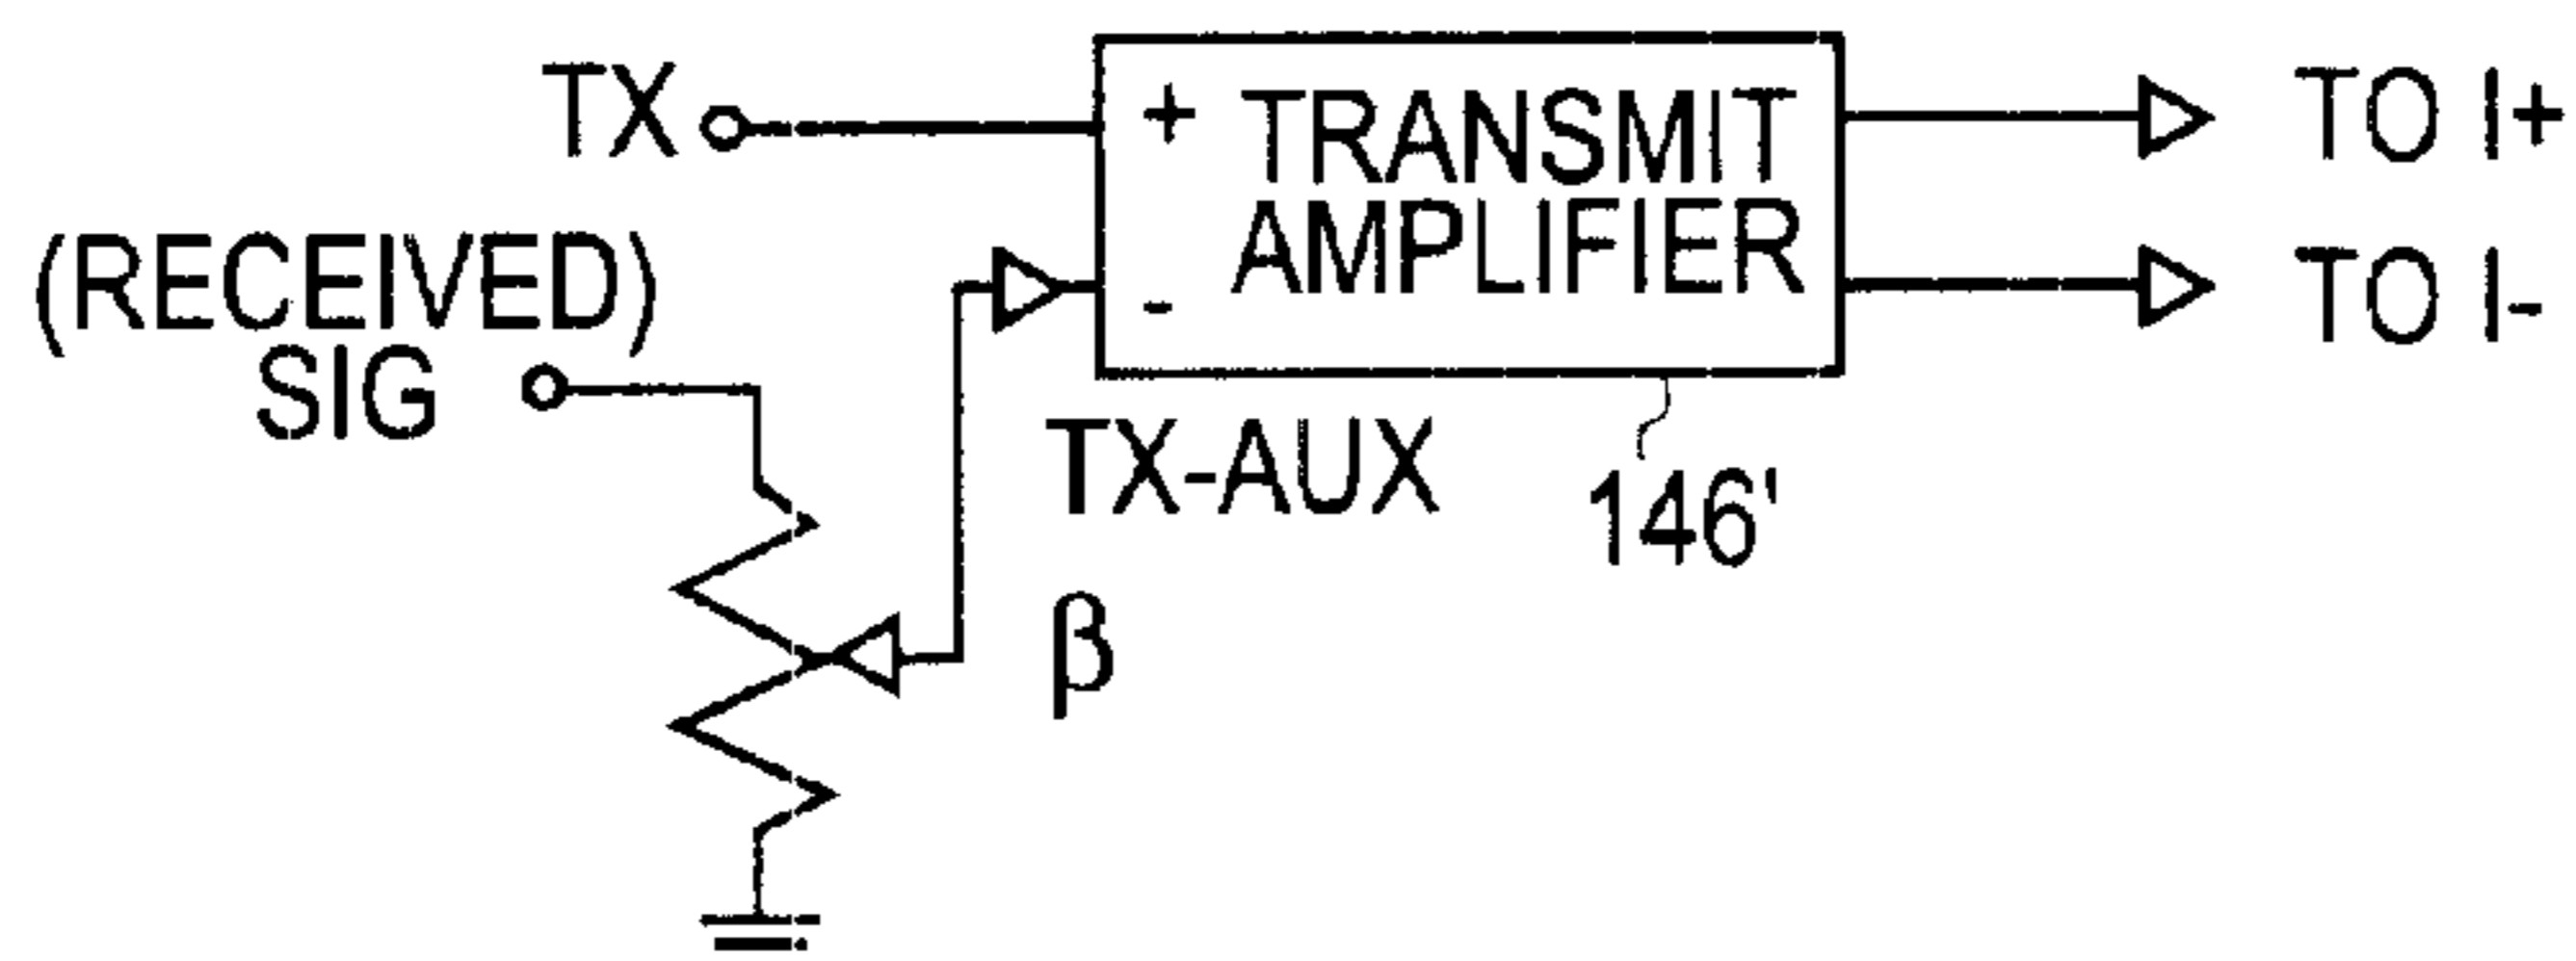 TX
+ TRANSMIT
AMPLIFIER
-
TO I+
TO I-
(RECEIVED)
SIG
TX-AUX
146'
β